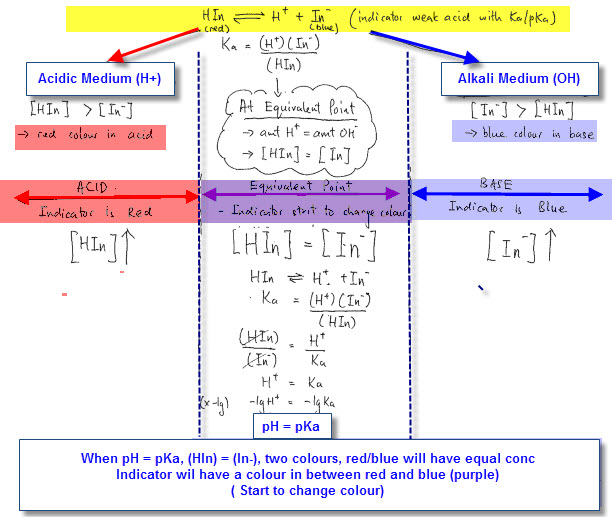 HIn ⇌ H⁺ + In⁻ (indicator weak acid with Ka/pKa)
(red) (blue)
Ka = (H⁺)(In⁻)
(HIn)
Acidic Medium (H+)
[HIn] > [In⁻]
→ red colour in acid
At Equivalent Point
→ amt H⁺ = amt OH⁻
→ [HIn] = [In⁻]
Alkali Medium (OH)
[In⁻] > [HIn]
→ blue colour in base
ACID
Indicator is Red
[HIn]↑
Equivalent Point
- Indicator start to change colour
[HIn] = [In⁻]
HIn ⇌ H⁺ + In⁻
Ka = (H⁺)(In⁻)
(HIn)
(HIn) = H⁺
(In⁻) Ka
H⁺ = Ka
(x-lg) -lgH⁺ = -lgKa
pH = pKa
BASE
Indicator is Blue
[In⁻]↑
When pH = pKa, (HIn) = (In-), two colours, red/blue will have equal conc
Indicator wil have a colour in between red and blue (purple)
( Start to change colour)